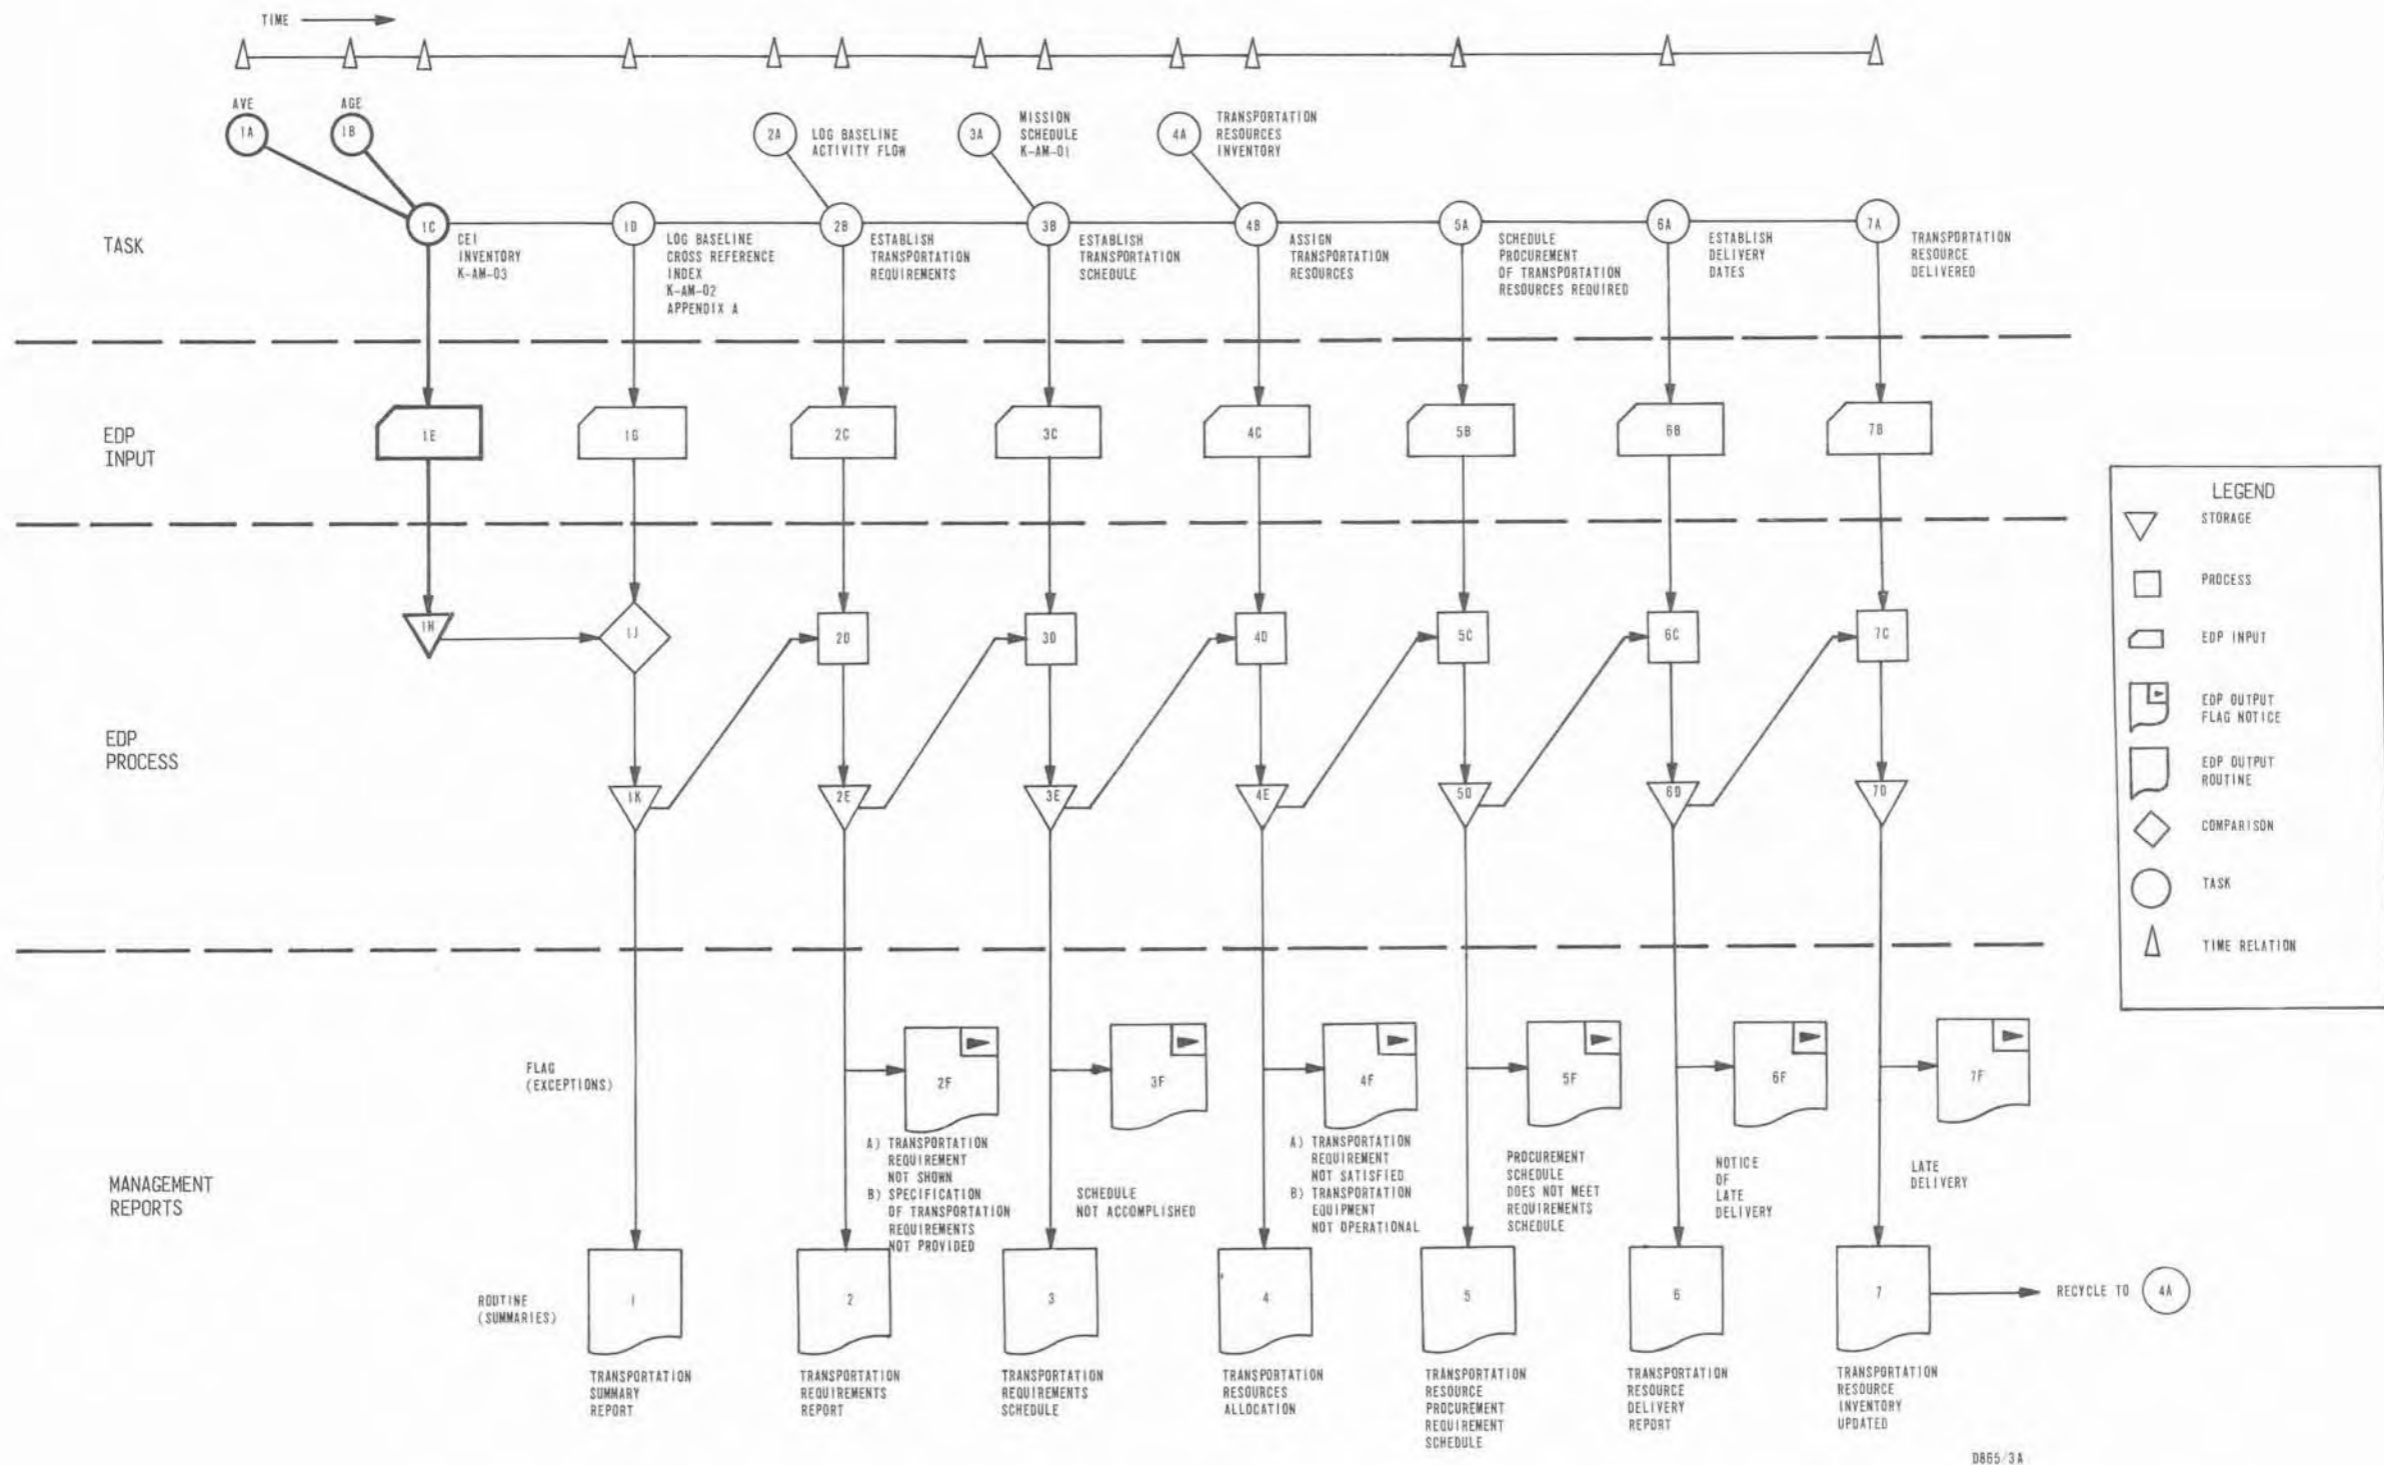 TIME
AVE
1A
AGE
1B
2A
LOG BASELINE
ACTIVITY FLOW
3A
MISSION
SCHEDULE
K-AM-01
4A
TRANSPORTATION
RESOURCES
INVENTORY
TASK
1C
CEI
INVENTORY
K-AM-03
1D
LOG BASELINE
CROSS REFERENCE
INDEX
K-AM-02
APPENDIX A
2B
ESTABLISH
TRANSPORTATION
REQUIREMENTS
3B
ESTABLISH
TRANSPORTATION
SCHEDULE
4B
ASSIGN
TRANSPORTATION
RESOURCES
5A
SCHEDULE
PROCUREMENT
OF TRANSPORTATION
RESOURCES REQUIRED
6A
ESTABLISH
DELIVERY
DATES
7A
TRANSPORTATION
RESOURCE
DELIVERED
EDP
INPUT
1E
1G
2C
3C
4C
5B
6B
7B
EDP
PROCESS
1H
1J
2D
3D
4D
5C
6C
7C
1K
2E
3E
4E
5D
6D
7D
LEGEND
STORAGE
PROCESS
EDP INPUT
EDP OUTPUT
FLAG NOTICE
EDP OUTPUT
ROUTINE
COMPARISON
TASK
TIME RELATION
MANAGEMENT
REPORTS
FLAG
(EXCEPTIONS)
2F
A) TRANSPORTATION
REQUIREMENT
NOT SHOWN
B) SPECIFICATION
OF TRANSPORTATION
REQUIREMENTS
NOT PROVIDED
3F
SCHEDULE
NOT ACCOMPLISHED
4F
A) TRANSPORTATION
REQUIREMENT
NOT SATISFIED
B) TRANSPORTATION
EQUIPMENT
NOT OPERATIONAL
5F
PROCUREMENT
SCHEDULE
DOES NOT MEET
REQUIREMENTS
SCHEDULE
6F
NOTICE
OF
LATE
DELIVERY
7F
LATE
DELIVERY
ROUTINE
(SUMMARIES)
1
TRANSPORTATION
SUMMARY
REPORT
2
TRANSPORTATION
REQUIREMENTS
REPORT
3
TRANSPORTATION
REQUIREMENTS
SCHEDULE
4
TRANSPORTATION
RESOURCES
ALLOCATION
5
TRANSPORTATION
RESOURCE
PROCUREMENT
REQUIREMENT
SCHEDULE
6
TRANSPORTATION
RESOURCE
DELIVERY
REPORT
7
TRANSPORTATION
RESOURCE
INVENTORY
UPDATED
RECYCLE TO 4A
D865/3A